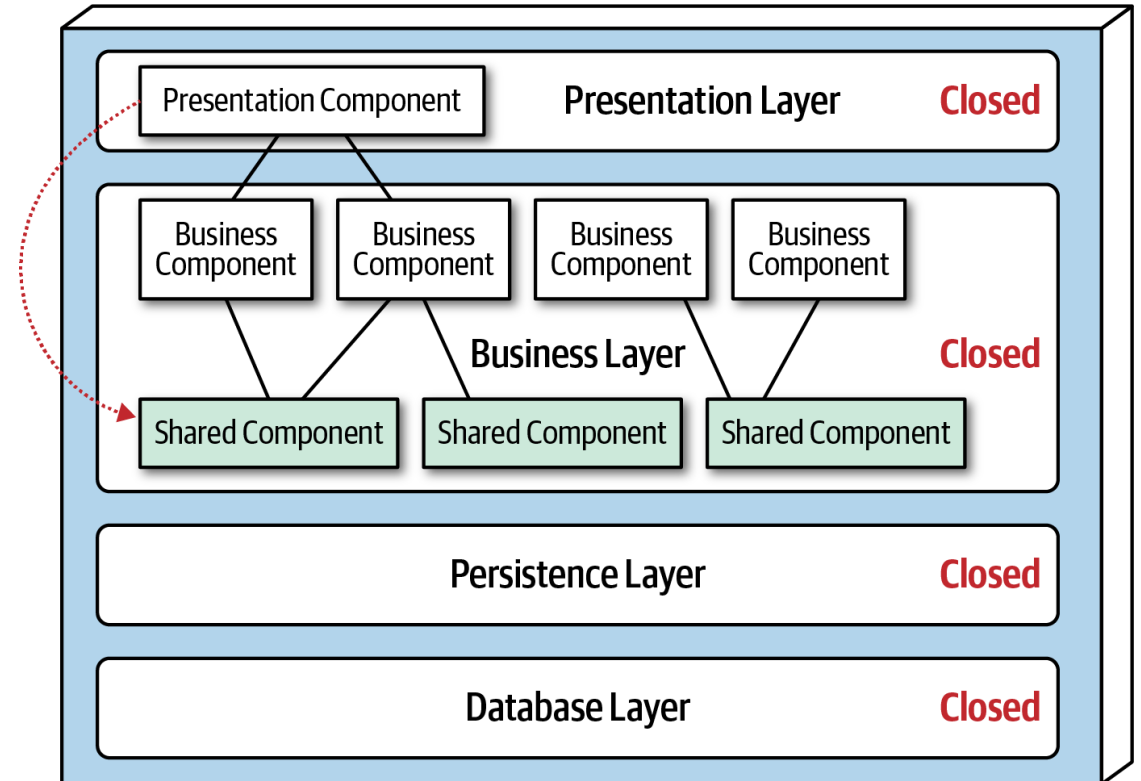 Presentation Component
Presentation Layer
Closed
Business
Component
Business
Component
Business
Component
Business
Component
Business Layer
Closed
Shared Component
Shared Component
Shared Component
Persistence Layer
Closed
Database Layer
Closed